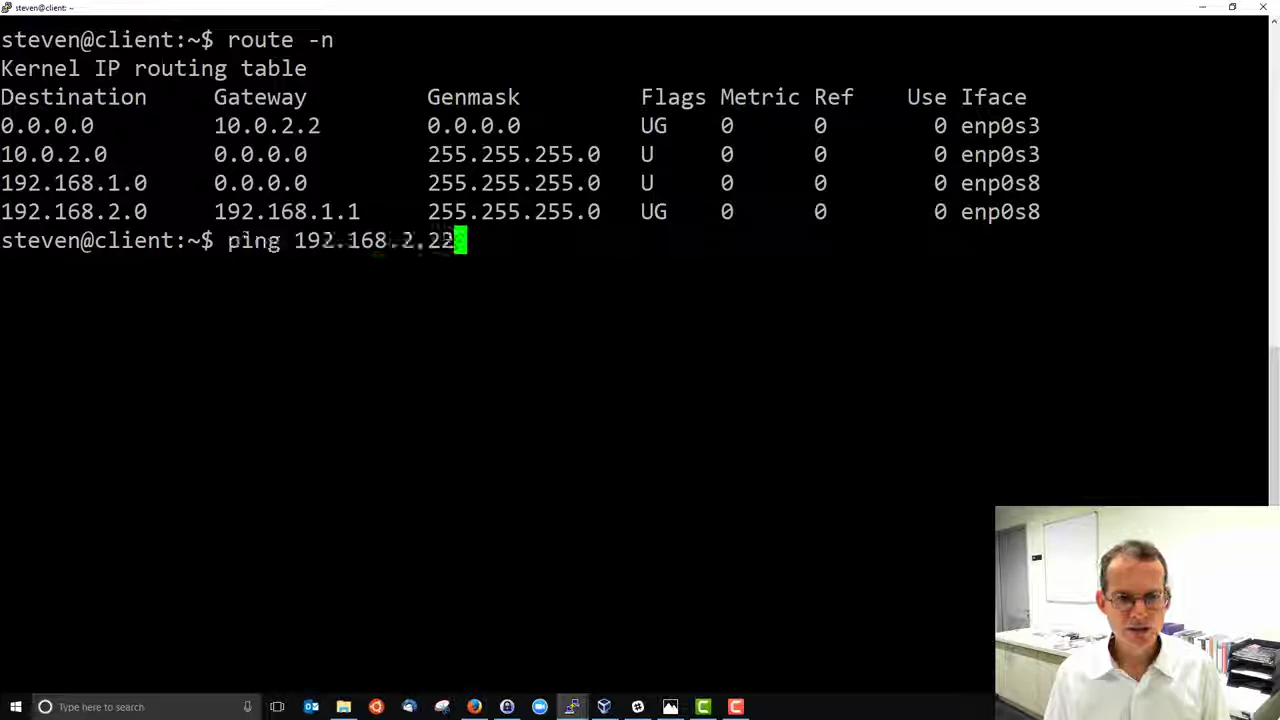 steven@client: ~
steven@client:~$ route -n
Kernel IP routing table
Destination Gateway Genmask Flags Metric Ref Use Iface
0.0.0.0 10.0.2.2 0.0.0.0 UG 0 0 0 enp0s3
10.0.2.0 0.0.0.0 255.255.255.0 U 0 0 0 enp0s3
192.168.1.0 0.0.0.0 255.255.255.0 U 0 0 0 enp0s8
192.168.2.0 192.168.1.1 255.255.255.0 UG 0 0 0 enp0s8
steven@client:~$ ping 192.168.2.22
Type here to search